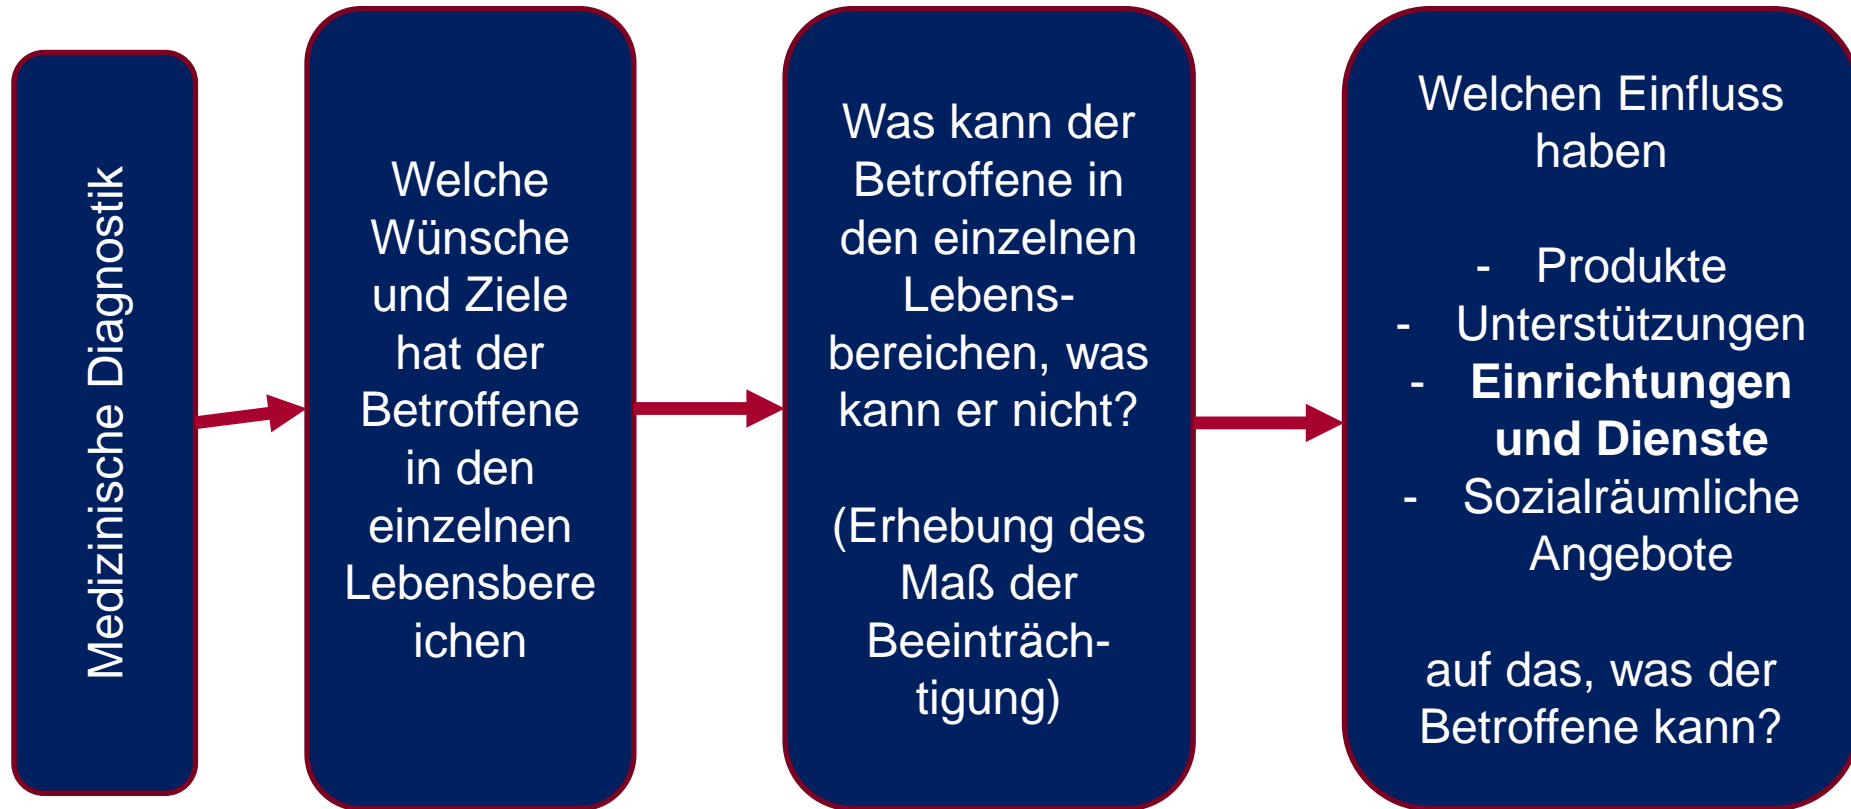 Medizinische Diagnostik
Welche
Wünsche
und Ziele
hat der
Betroffene
in den
einzelnen
Lebensbere
ichen
Was kann der
Betroffene in
den einzelnen
Lebens-
bereichen, was
kann er nicht?
(Erhebung des
Maß der
Beeinträch-
tigung)
Welchen Einfluss
haben
- Produkte
- Unterstützungen
- Einrichtungen
und Dienste
- Sozialräumliche
Angebote
auf das, was der
Betroffene kann?